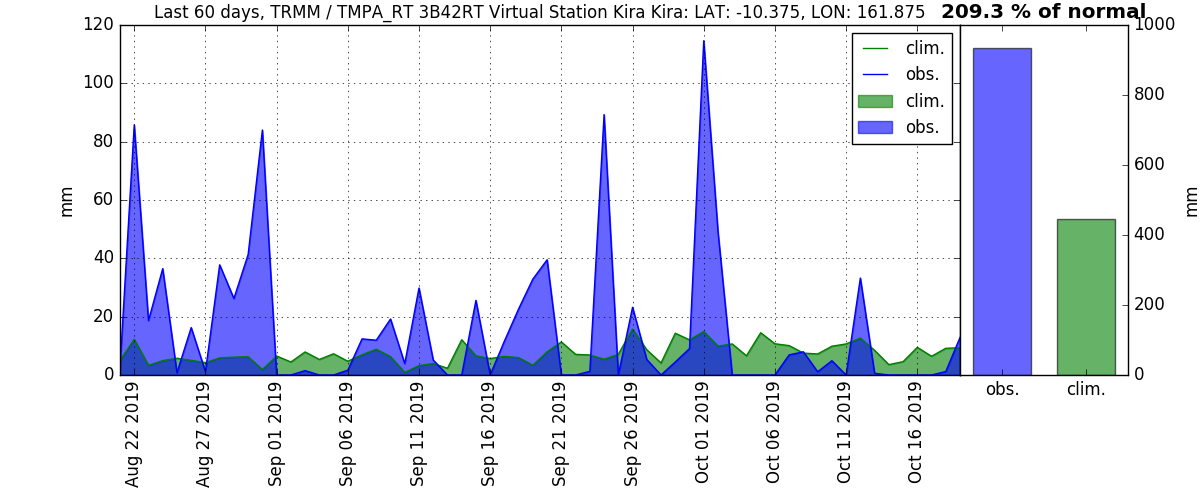 Last 60 days, TRMM / TMPA_RT 3B42RT Virtual Station Kira Kira: LAT: -10.375, LON: 161.875 209.3 % of normal
120
100
80
60
40
20
0
mm
clim.
obs.
clim.
obs.
Aug 22 2019
Aug 27 2019
Sep 01 2019
Sep 06 2019
Sep 11 2019
Sep 16 2019
Sep 21 2019
Sep 26 2019
Oct 01 2019
Oct 06 2019
Oct 11 2019
Oct 16 2019
1000
800
600
400
200
0
mm
obs.
clim.